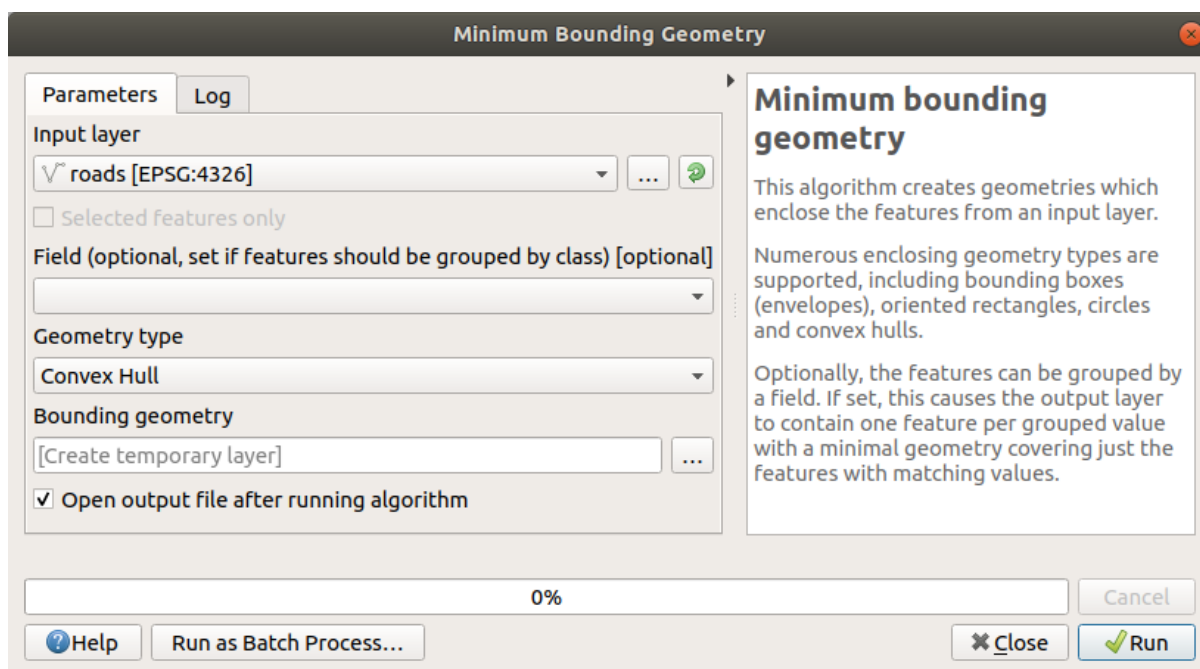 Minimum Bounding Geometry
Parameters
Log
Input layer
roads [EPSG:4326]
...
Selected features only
Field (optional, set if features should be grouped by class) [optional]
Geometry type
Convex Hull
Bounding geometry
[Create temporary layer]
...
Open output file after running algorithm
Minimum bounding
geometry
This algorithm creates geometries which
enclose the features from an input layer.
Numerous enclosing geometry types are
supported, including bounding boxes
(envelopes), oriented rectangles, circles
and convex hulls.
Optionally, the features can be grouped by
a field. If set, this causes the output layer
to contain one feature per grouped value
with a minimal geometry covering just the
features with matching values.
0%
Cancel
Help
Run as Batch Process...
Close
Run